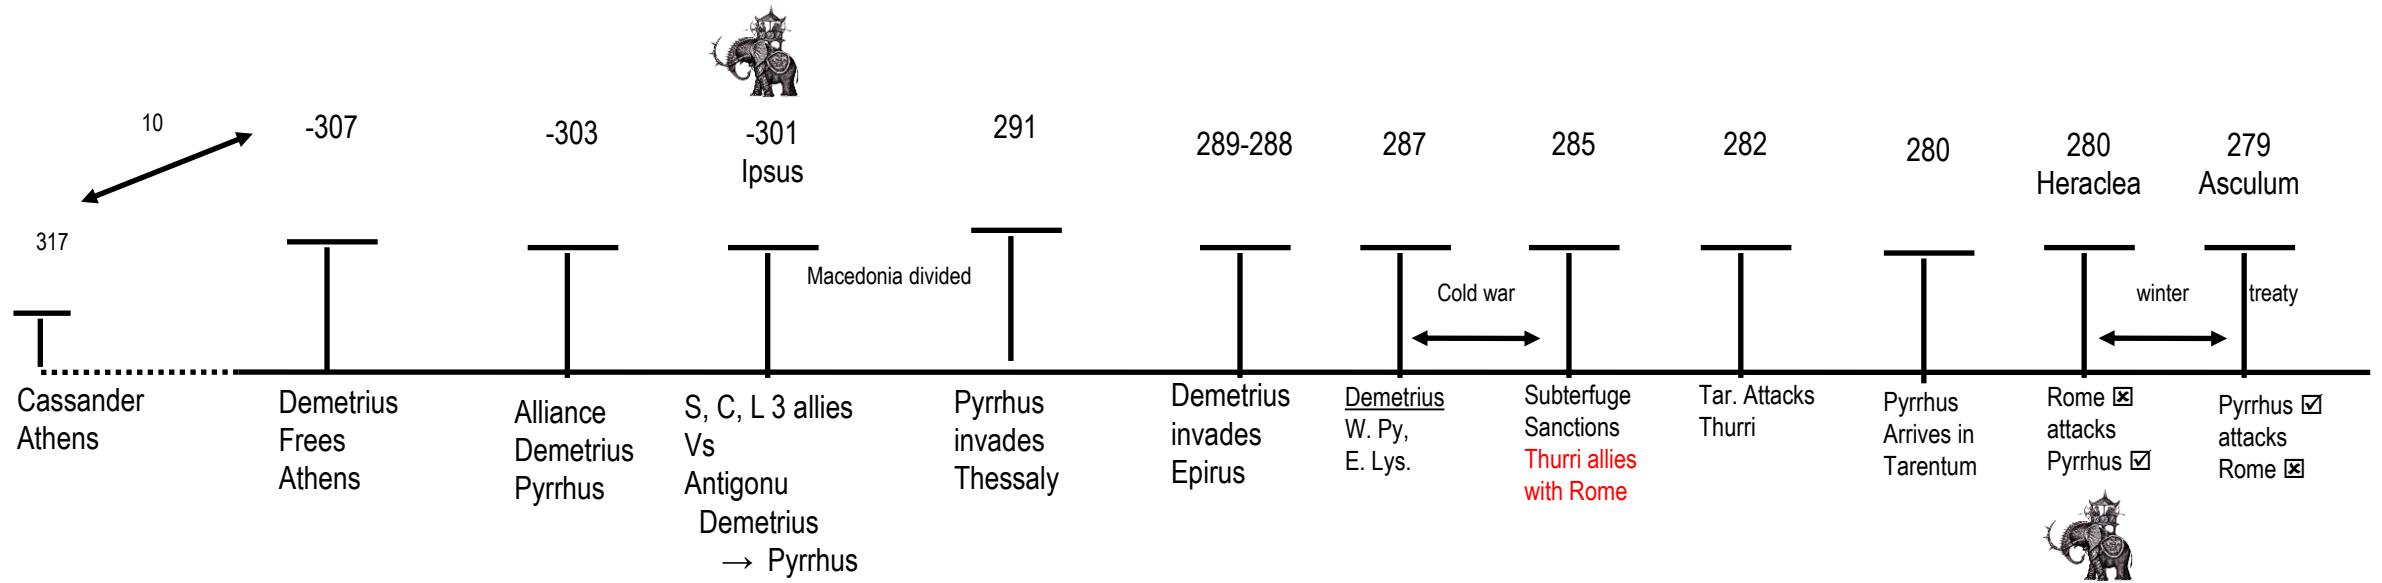 10
-307
-303
-301
Ipsus
291
289-288
287
285
282
280
280
Heraclea
279
Asculum
317
Macedonia divided
Cold war
winter
treaty
Cassander
Athens
Demetrius
Frees
Athens
Alliance
Demetrius
Pyrrhus
S, C, L 3 allies
Vs
Antigonu
Demetrius
→ Pyrrhus
Pyrrhus
invades
Thessaly
Demetrius
invades
Epirus
Demetrius
W. Py,
E. Lys.
Subterfuge
Sanctions
Thurri allies
with Rome
Tar. Attacks
Thurri
Pyrrhus
Arrives in
Tarentum
Rome ☒
attacks
Pyrrhus ☑
Pyrrhus ☑
attacks
Rome ☒